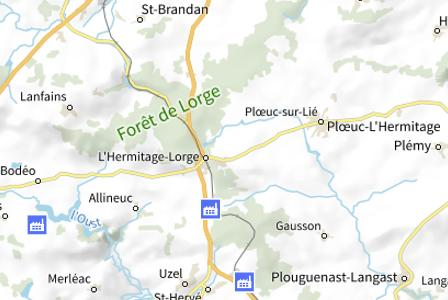 St-Brandan
H
Lanfains
Forêt de Lorge
Plœuc-sur-Lié
Plœuc-L'Hermitage
Plémy
L'Hermitage-Lorge
Bodéo
Allineuc
s
l'Oust
Gausson
Merléac
Uzel
Plouguenast-Langast
Lang
St-Hervé